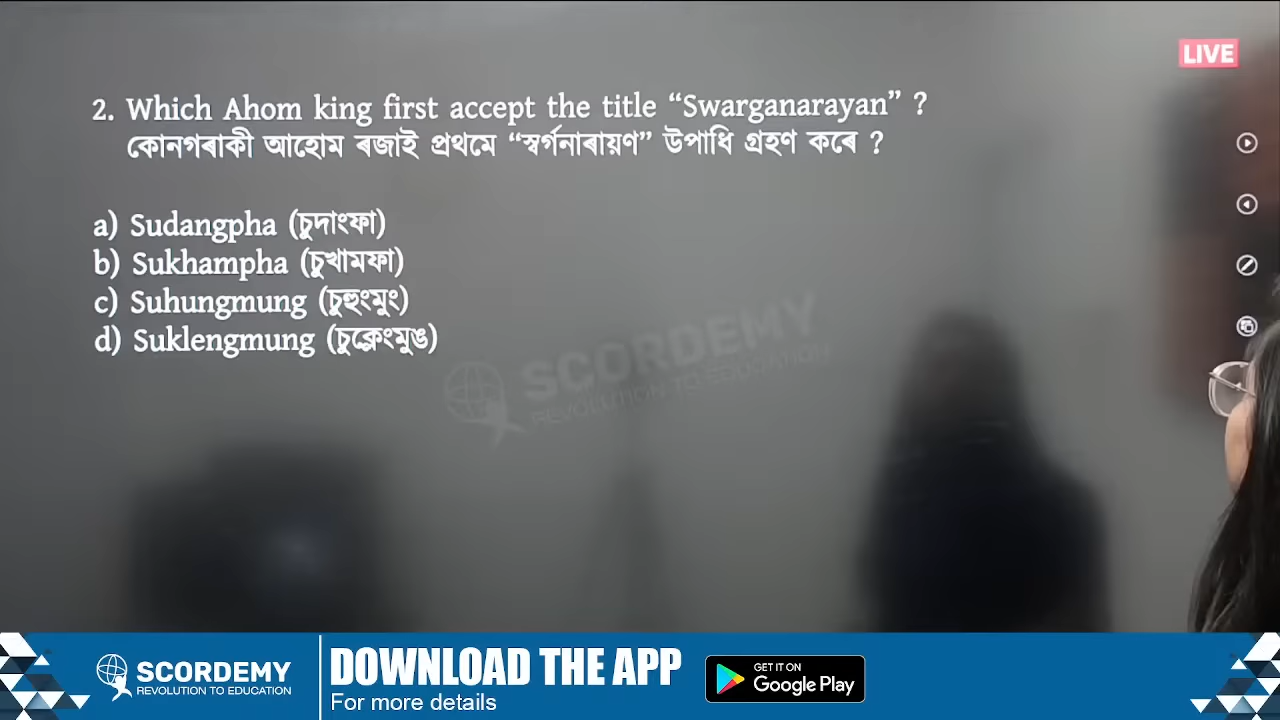 LIVE
2. Which Ahom king first accept the title “Swarganarayan” ?
কোনগৰাকী আহোম ৰজাই প্ৰথমে “স্বৰ্গনাৰায়ণ” উপাধি গ্ৰহণ কৰে ?
a) Sudangpha (চুদাংফা)
b) Sukhampha (চুখামফা)
c) Suhungmung (চুহুংমুং)
d) Suklengmung (চুক্লেংমুঙ)
SCORDEMY
REVOLUTION TO EDUCATION
SCORDEMY
REVOLUTION TO EDUCATION
DOWNLOAD THE APP
For more details
GET IT ON
Google Play